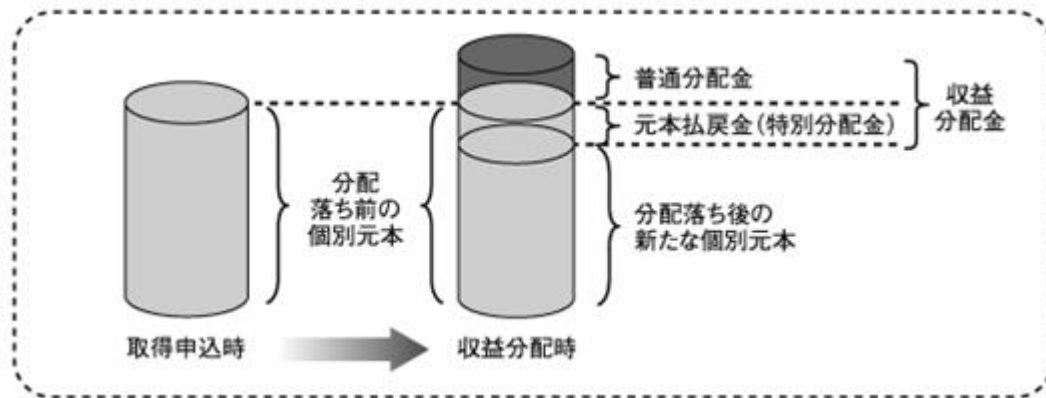 普通分配金
元本払戻金(特別分配金)
収益
分配金
分配
落ち前の
個別元本
分配落ち後の
新たな個別元本
取得申込時
収益分配時